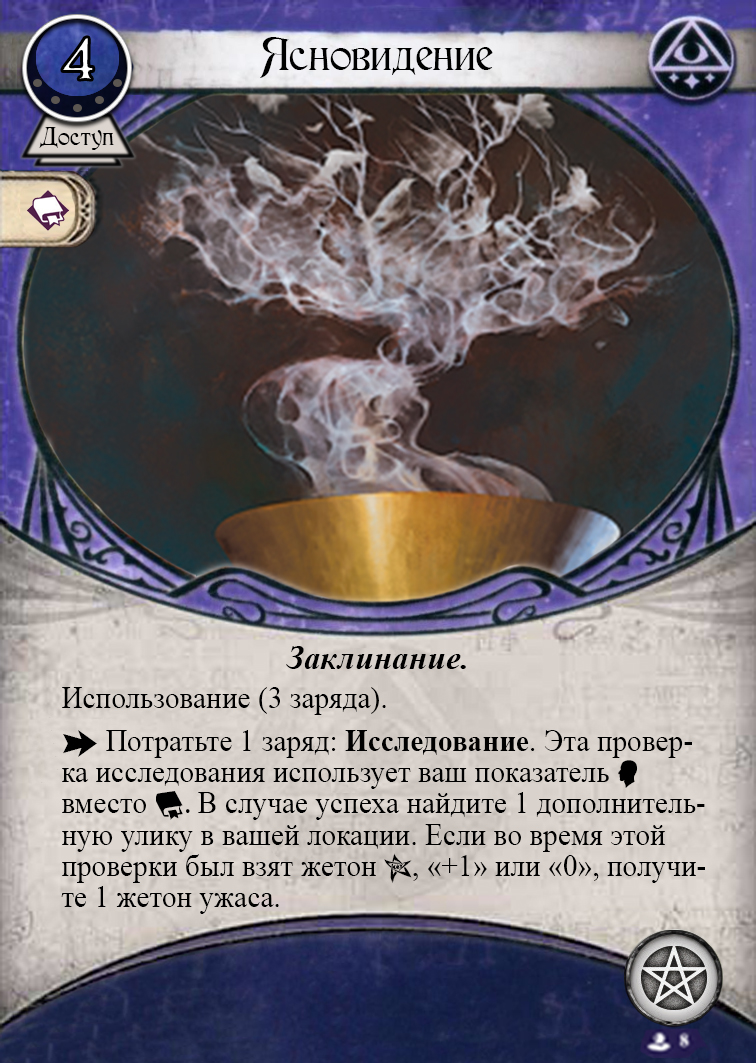 4
Ясновидение
Доступ
Заклинание.
Использование (3 заряда).
Потратьте 1 заряд: Исследование. Эта провер-
ка исследования использует ваш показатель
вместо . В случае успеха найдите 1 дополнитель-
ную улику в вашей локации. Если во время этой
проверки был взят жетон , «+1» или «0», получи-
те 1 жетон ужаса.
8